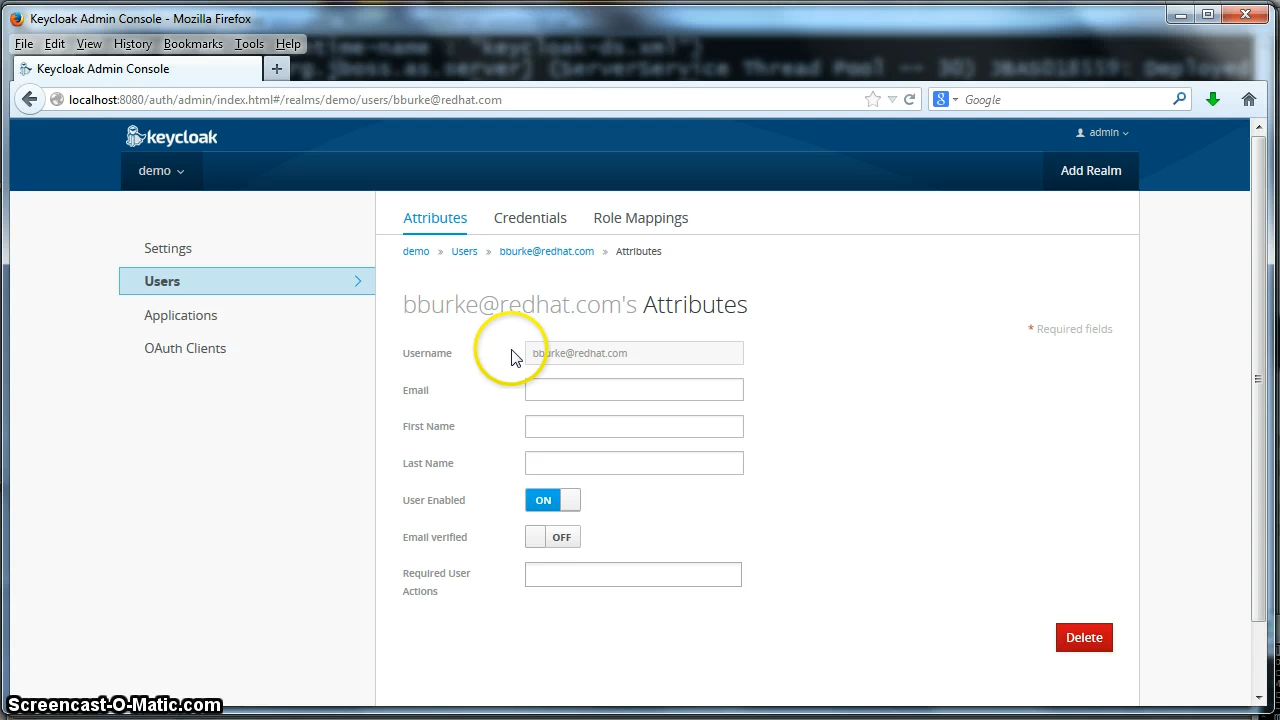 Keycloak Admin Console - Mozilla Firefox
File Edit View History Bookmarks Tools Help
Keycloak Admin Console
localhost:8080/auth/admin/index.html#/realms/demo/users/bburke@redhat.com
Google
keycloak
admin
demo
Add Realm
Settings
Users
Applications
OAuth Clients
Attributes Credentials Role Mappings
demo » Users » bburke@redhat.com » Attributes
bburke@redhat.com's Attributes
* Required fields
Username bburke@redhat.com
Email
First Name
Last Name
User Enabled ON
Email verified OFF
Required User
Actions
Delete
Screencast-O-Matic.com